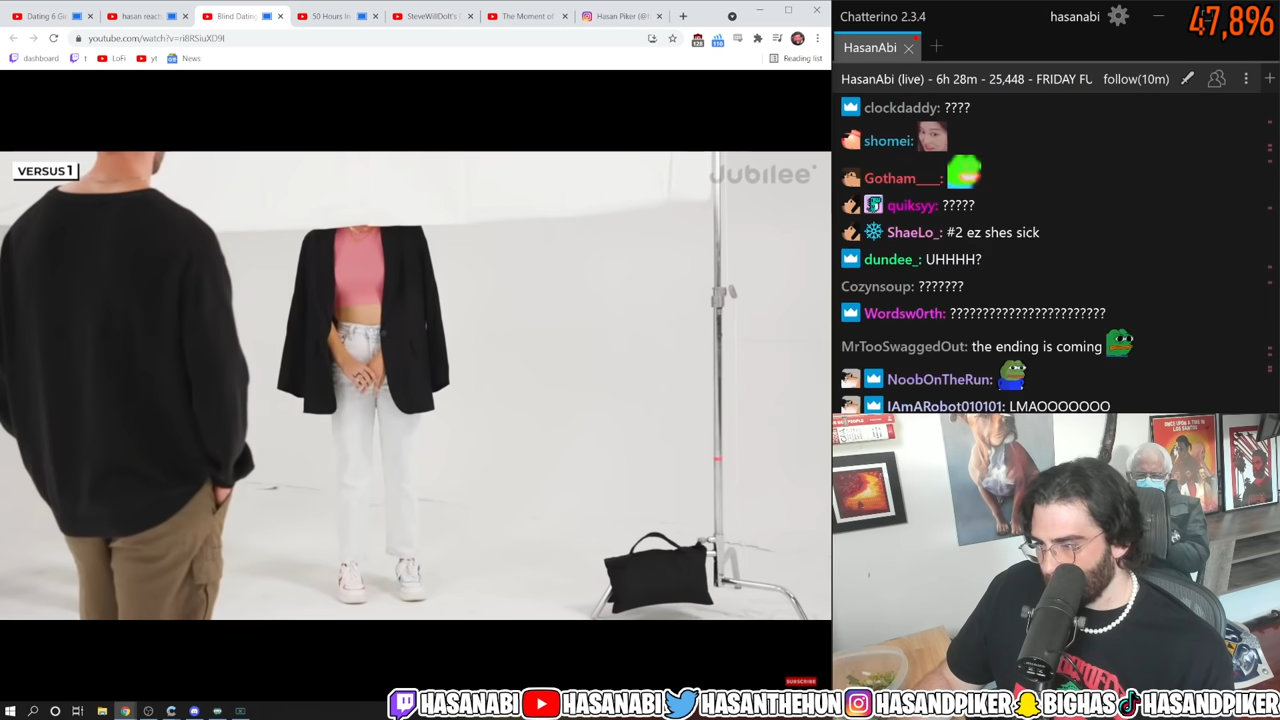 Dating 6 Gi
hasan reacts
Blind Dating
50 Hours In
SteveWillDoIt's
The Moment of
Hasan Piker (@h
youtube.com/watch?v=ri8RSiuXD9I
dashboard
t
LoFi
yt
News
Reading list
VERSUS 1
Jubilee
SUBSCRIBE
Chatterino 2.3.4
hasanabi
47,896
HasanAbi
HasanAbi (live) - 6h 28m - 25,448 - FRIDAY FU
follow(10m)
clockdaddy: ????
shomei:
Gotham___:
quiksyy: ?????
ShaeLo_: #2 ez shes sick
dundee_: UHHHH?
Cozynsoup: ???????
Wordsw0rth: ????????????????????????
MrTooSwaggedOut: the ending is coming
NoobOnTheRun:
IAmARobot010101: LMAOOOOOOO
HASANABI HASANABI HASANTHEHUN HASANDPIKER BIGHAS HASANDPIKER